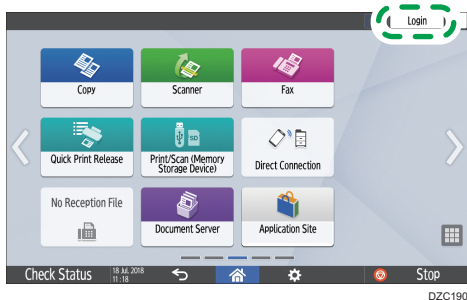 Login
Copy
Scanner
Fax
Quick Print Release
Print/Scan (Memory
Storage Device)
Direct Connection
No Reception File
Document Server
Application Site
Check Status
18 JUL 2018
11:18
Stop
DZC190